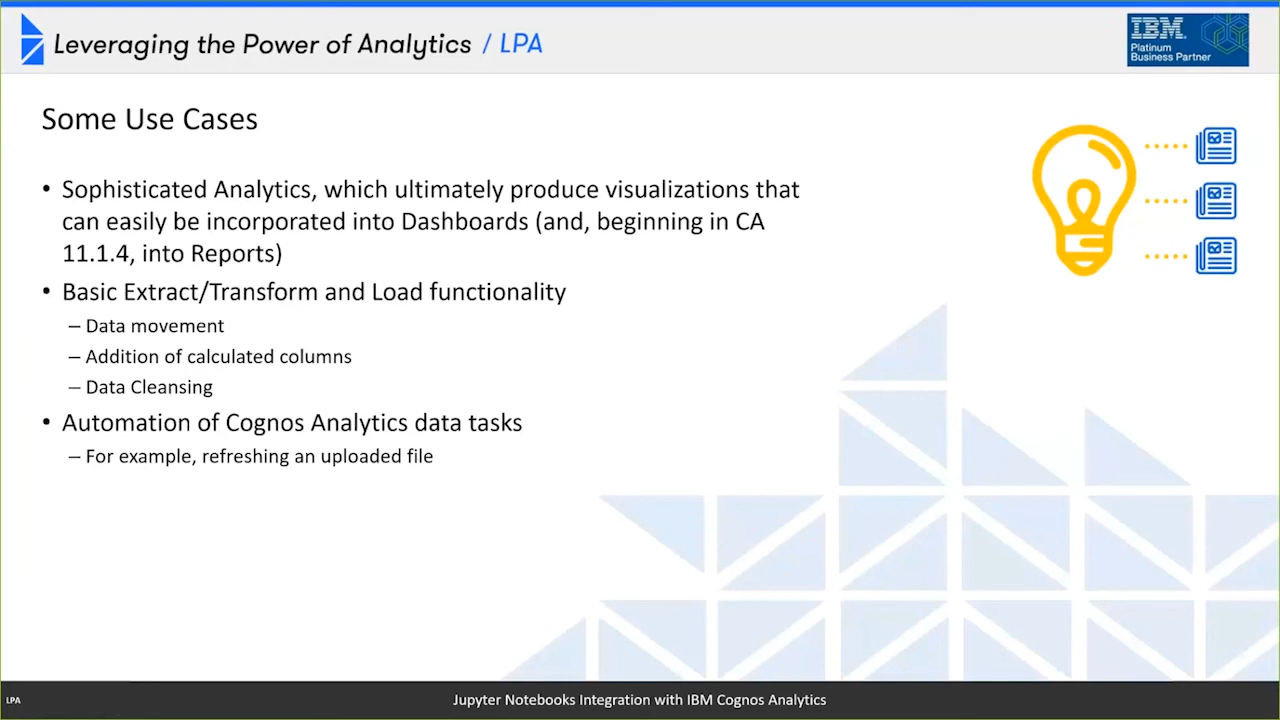 Leveraging the Power of Analytics / LPA
IBM
Platinum
Business Partner
Some Use Cases
• Sophisticated Analytics, which ultimately produce visualizations that
can easily be incorporated into Dashboards (and, beginning in CA
11.1.4, into Reports)
• Basic Extract/Transform and Load functionality
– Data movement
– Addition of calculated columns
– Data Cleansing
• Automation of Cognos Analytics data tasks
– For example, refreshing an uploaded file
LPA
Jupyter Notebooks Integration with IBM Cognos Analytics